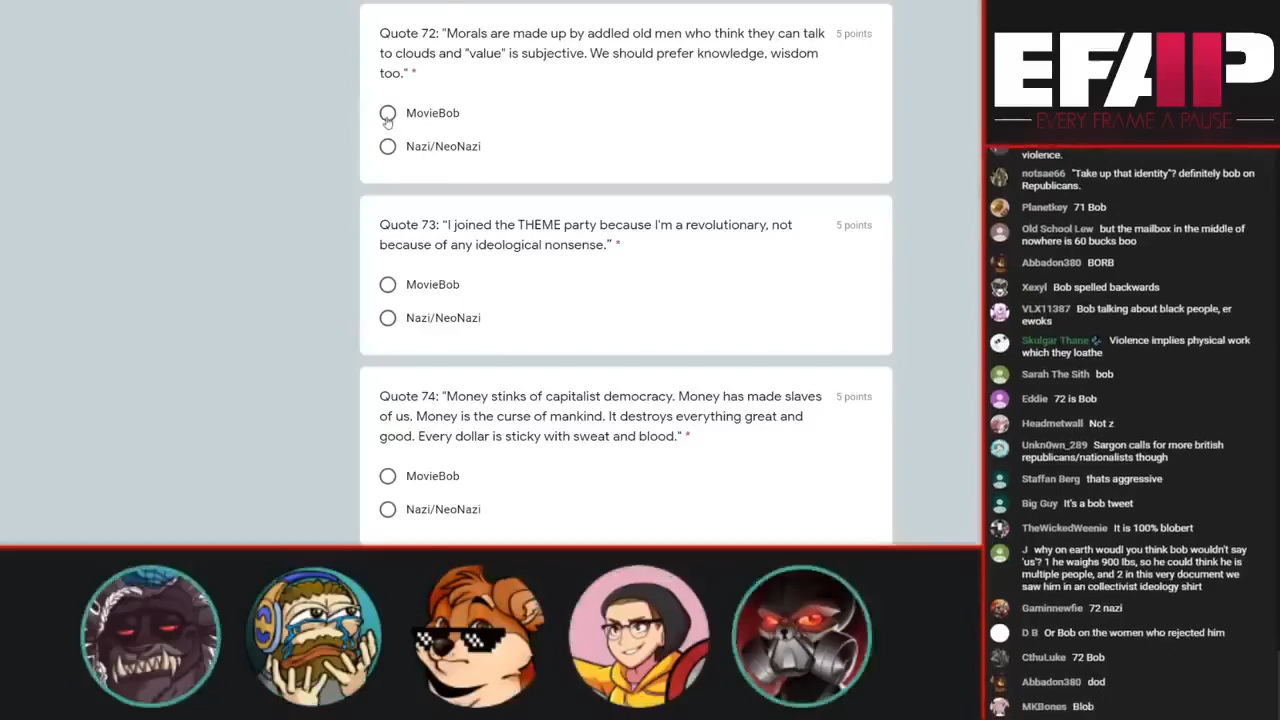 Quote 72: "Morals are made up by addled old men who think they can talk
to clouds and "value" is subjective. We should prefer knowledge, wisdom
too." *
5 points
MovieBob
Nazi/NeoNazi
Quote 73: “I joined the THEME party because I'm a revolutionary, not
because of any ideological nonsense.” *
5 points
MovieBob
Nazi/NeoNazi
Quote 74: "Money stinks of capitalist democracy. Money has made slaves
of us. Money is the curse of mankind. It destroys everything great and
good. Every dollar is sticky with sweat and blood." *
5 points
MovieBob
Nazi/NeoNazi
EFAP
EVERY FRAME A PAUSE
violence.
notsae66 "Take up that identity"? definitely bob on
Republicans.
Planetkey 71 Bob
Old School Lew but the mailbox in the middle of
nowhere is 60 bucks boo
Abbadon380 BORB
Xexyl Bob spelled backwards
VLX11387 Bob talking about black people, er
ewoks
Skulgar Thane Violence implies physical work
which they loathe
Sarah The Sith bob
Eddie 72 is Bob
Headmetwall Not z
Unkn0wn_289 Sargon calls for more british
republicans/nationalists though
Staffan Berg thats aggressive
Big Guy It's a bob tweet
TheWickedWeenie It is 100% blobert
J why on earth woudl you think bob wouldn't say
'us'? 1 he waighs 900 lbs, so he could think he is
multiple people, and 2 in this very document we
saw him in an collectivist ideology shirt
Gaminnewfie 72 nazi
D B Or Bob on the women who rejected him
CthuLuke 72 Bob
Abbadon380 dod
MKBones Blob